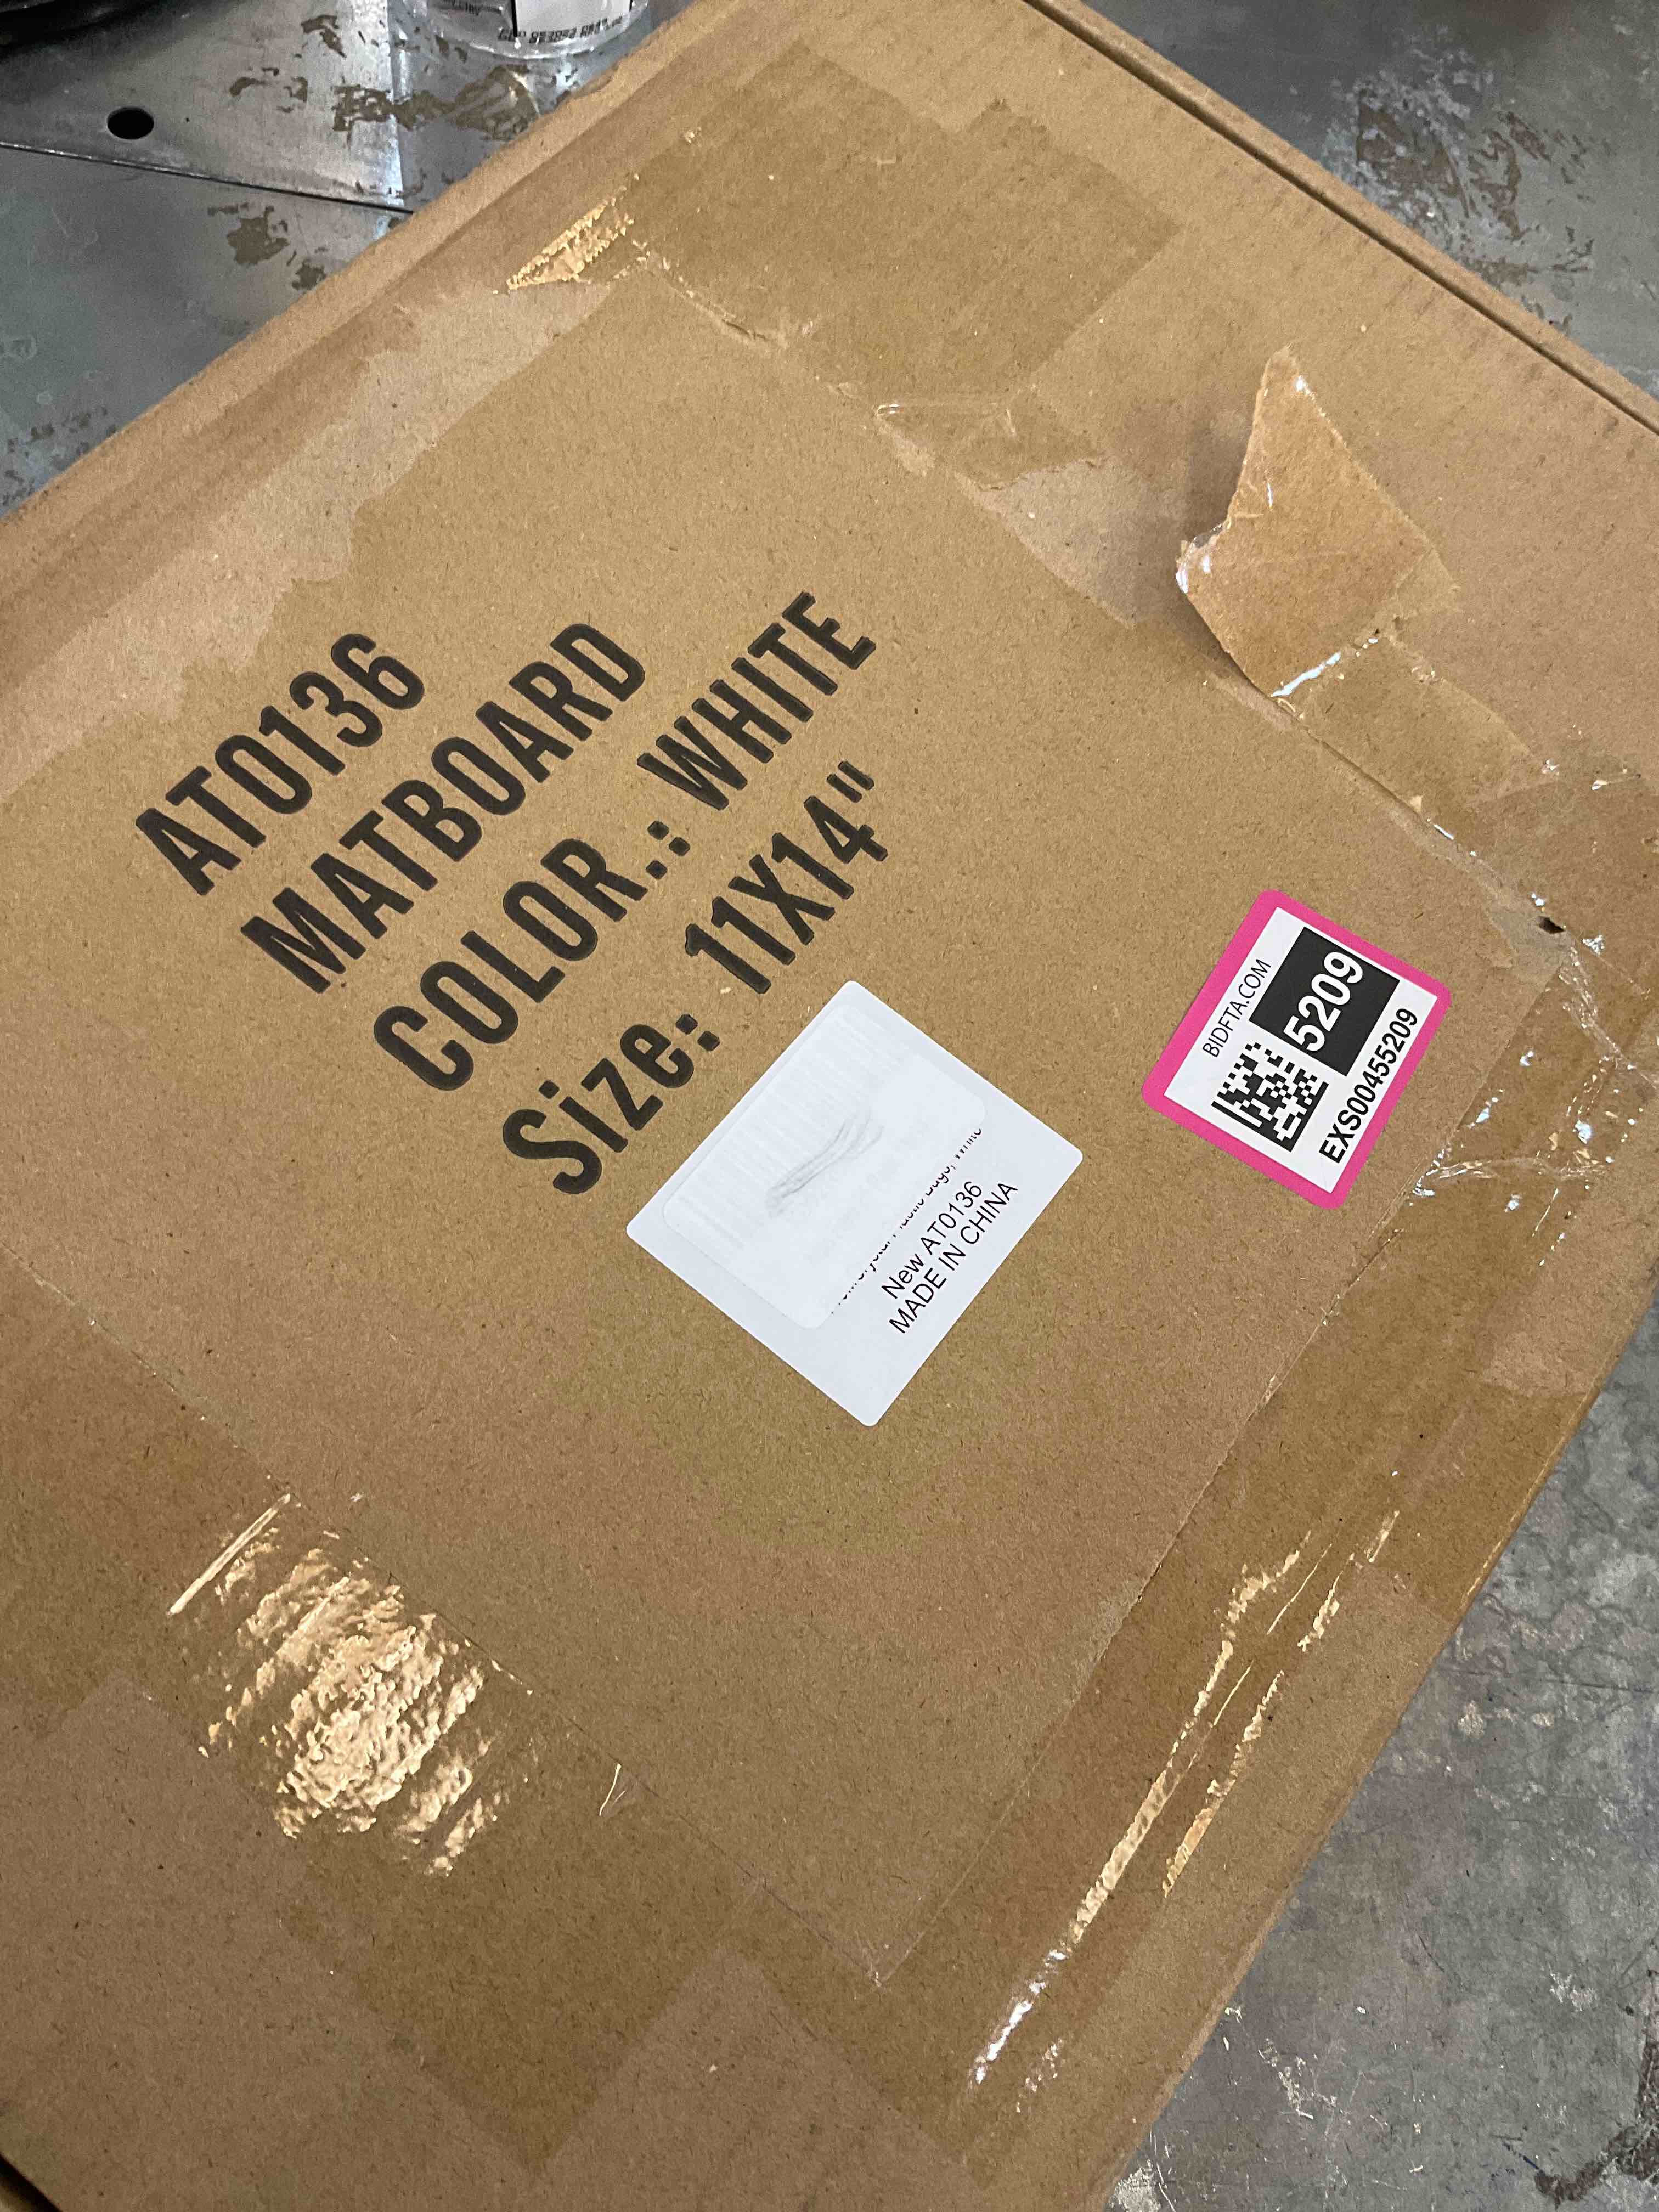 AT0136
MATBOARD
COLOR.: WHITE
Size: 11X14"
New AT0136
MADE IN CHINA
BIDFTA.COM
5209
EXS00455209